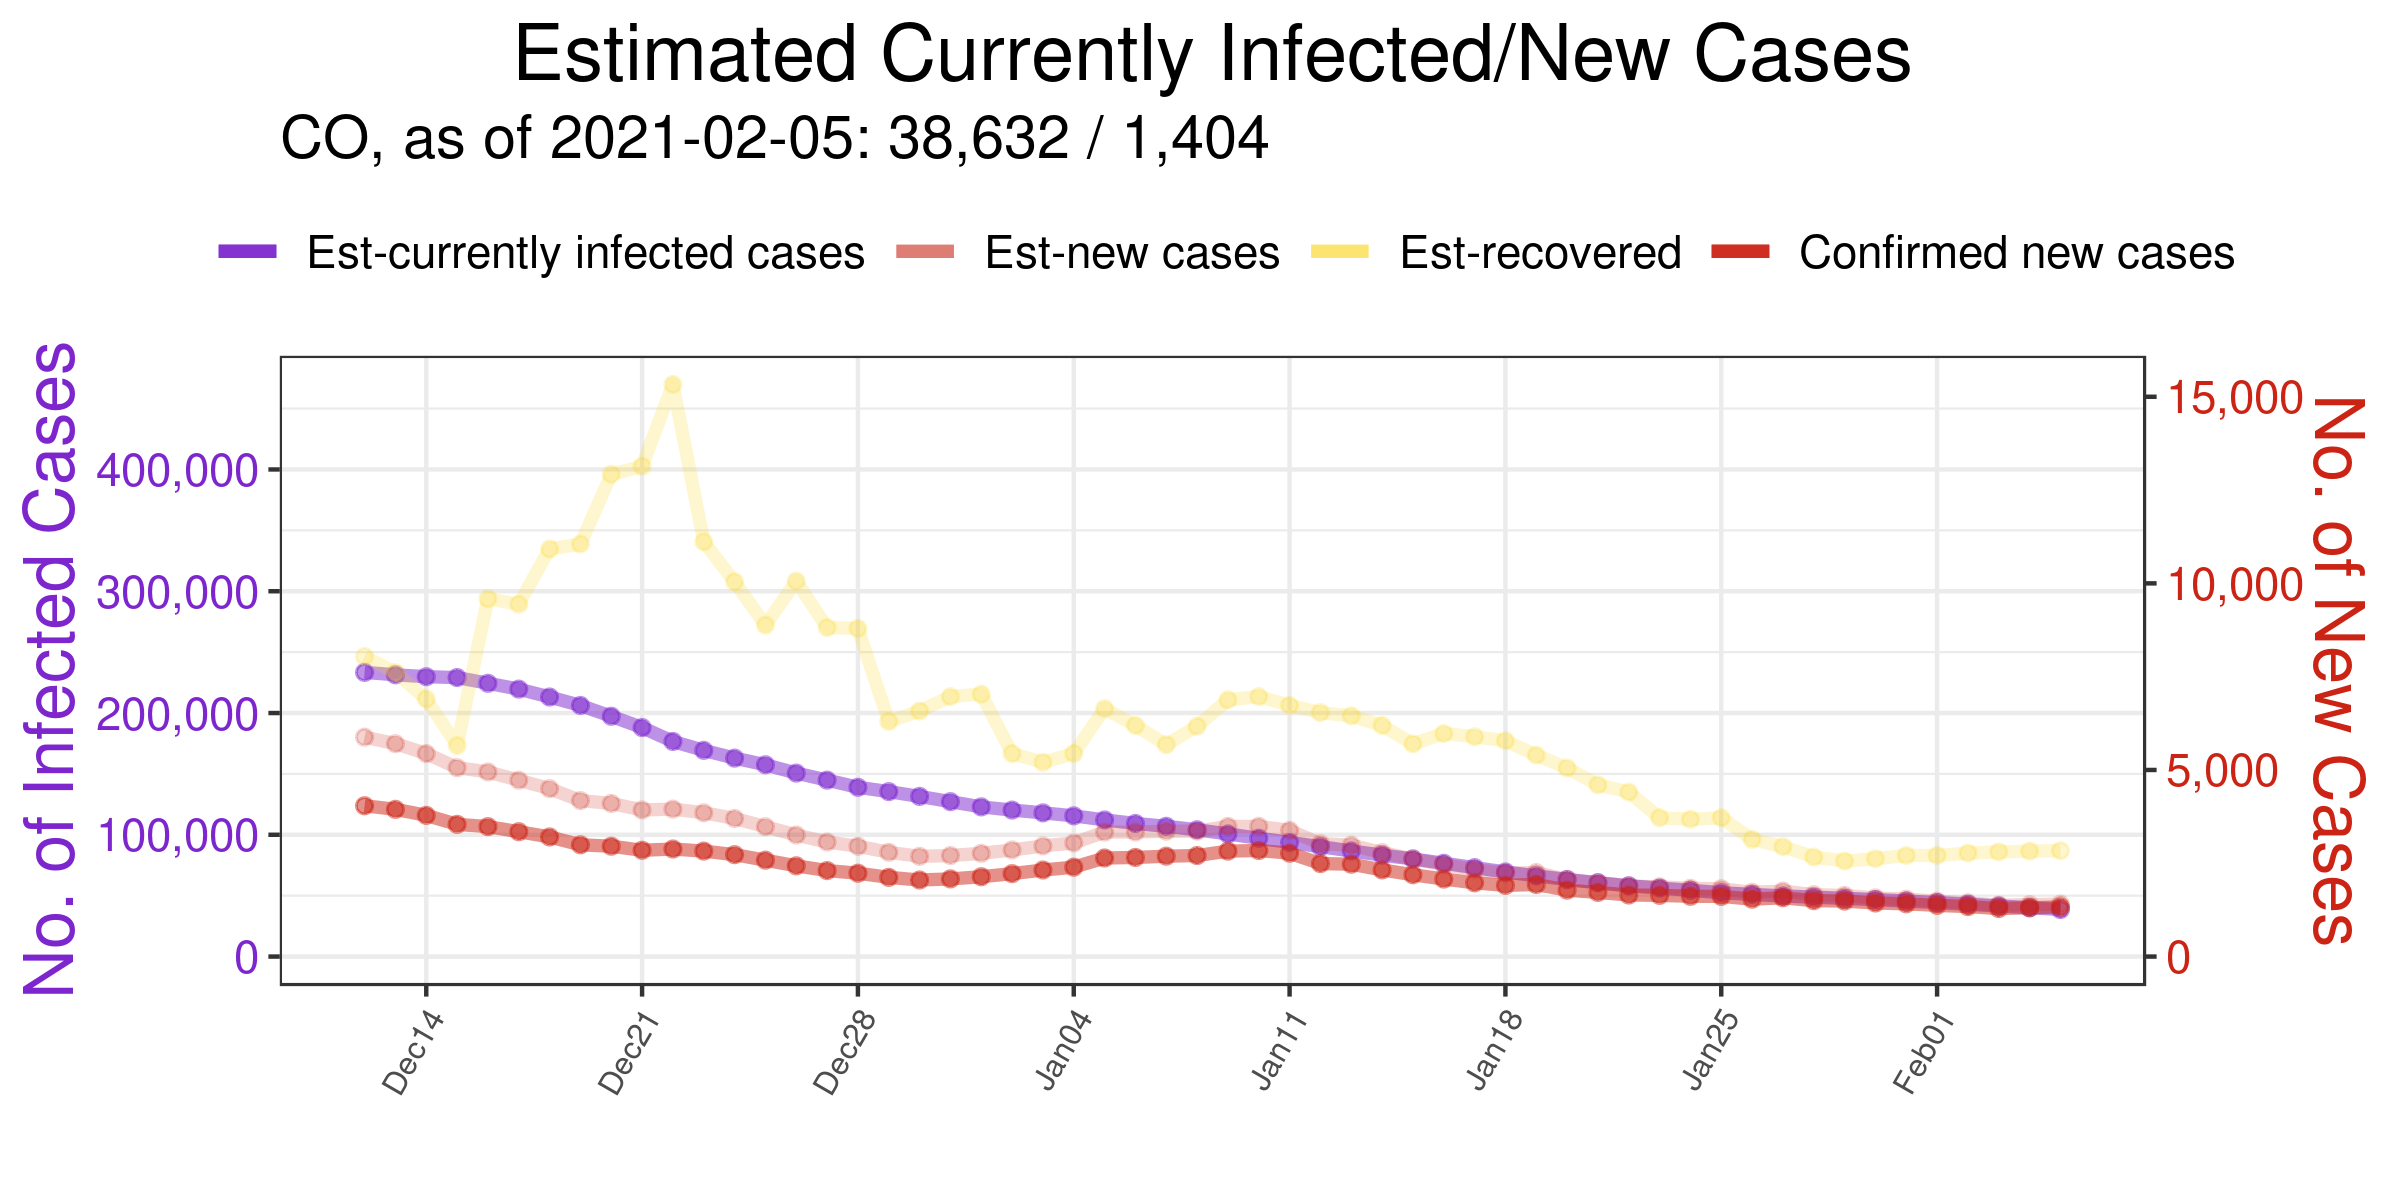 Estimated Currently Infected/New Cases
CO, as of 2021-02-05: 38,632 / 1,404
Est-currently infected cases
Est-new cases
Est-recovered
Confirmed new cases
No. of Infected Cases
400,000
300,000
200,000
100,000
0
15,000
10,000
5,000
0
No. of New Cases
Dec14
Dec21
Dec28
Jan04
Jan11
Jan18
Jan25
Feb01